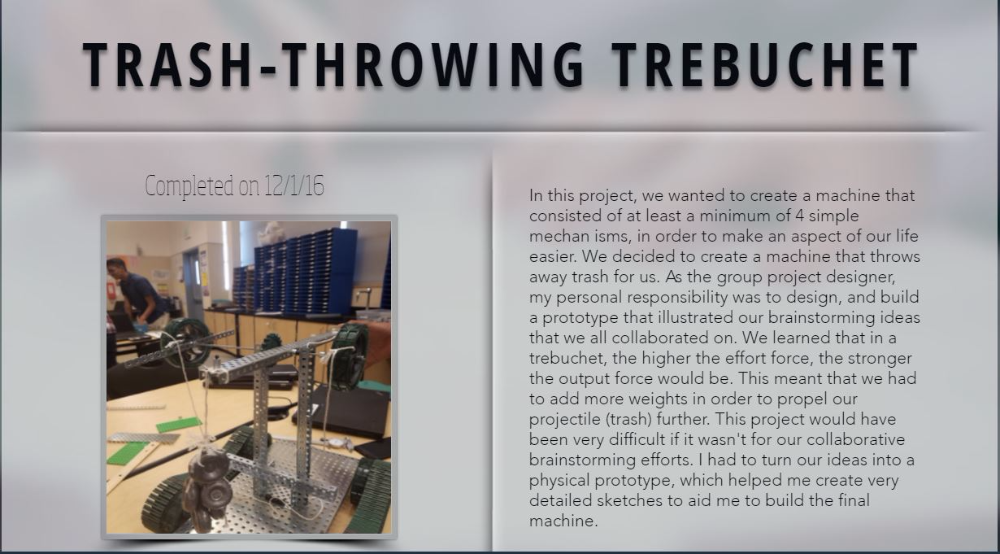 TRASH-THROWING TREBUCHET
Completed on 12/1/16
In this project, we wanted to create a machine that
consisted of at least a minimum of 4 simple
mechan isms, in order to make an aspect of our life
easier. We decided to create a machine that throws
away trash for us. As the group project designer,
my personal responsibility was to design, and build
a prototype that illustrated our brainstorming ideas
that we all collaborated on. We learned that in a
trebuchet, the higher the effort force, the stronger
the output force would be. This meant that we had
to add more weights in order to propel our
projectile (trash) further. This project would have
been very difficult if it wasn't for our collaborative
brainstorming efforts. I had to turn our ideas into a
physical prototype, which helped me create very
detailed sketches to aid me to build the final
machine.